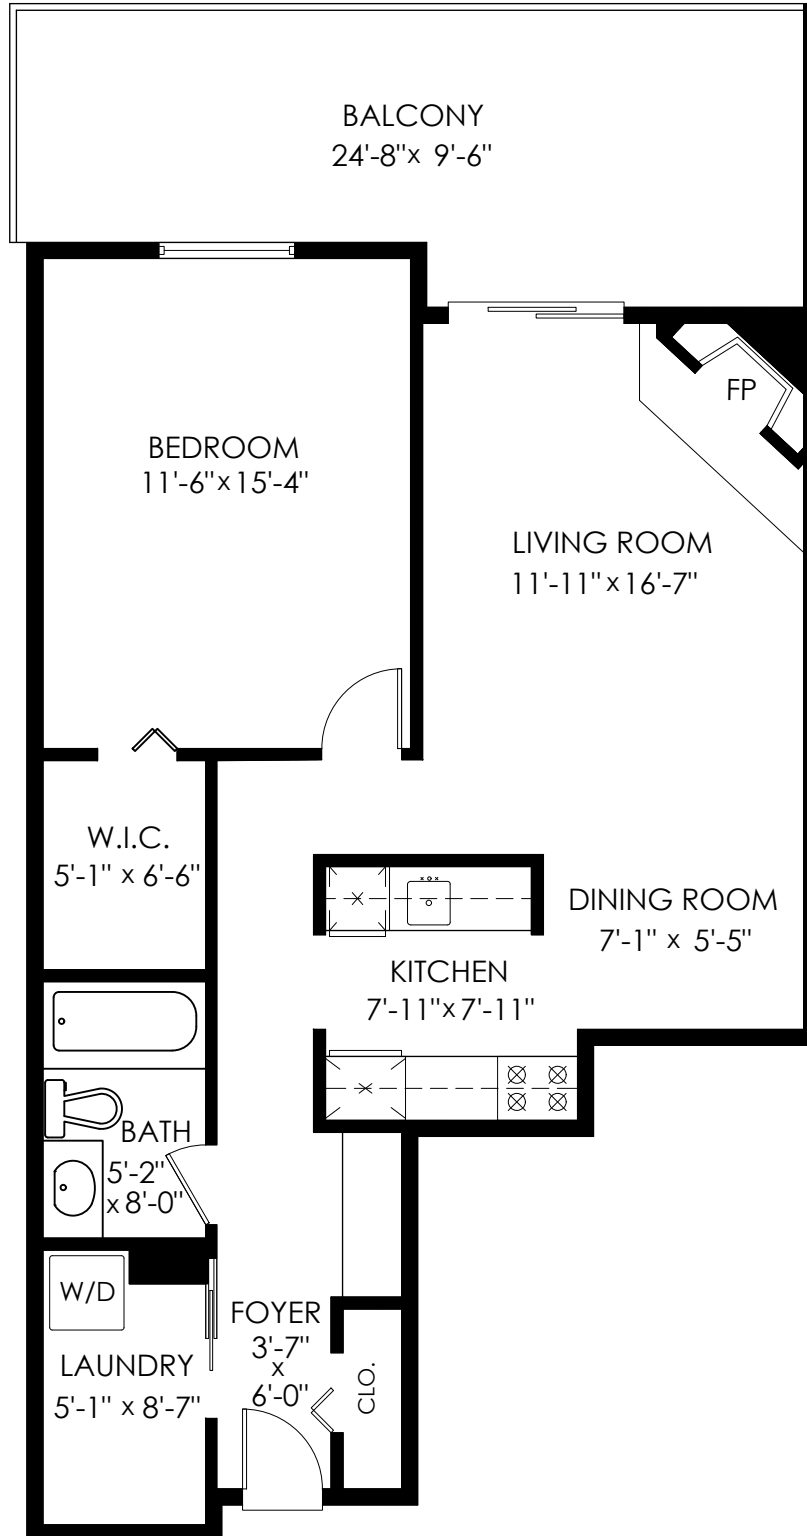 BALCONY
24'-8"x 9'-6"
FP
BEDROOM
11'-6"x 15'-4"
LIVING ROOM
11'-11" x 16'-7"
W.I.C.
5'-1" x 6'-6"
DINING ROOM
7'-1" x 5'-5"
KITCHEN
7'-11"x 7'-11"
BATH
5'-2"
x 8'-0"
W/D
FOYER
3'-7"
x
6'-0"
LAUNDRY
5'-1" x 8'-7"
CLO.